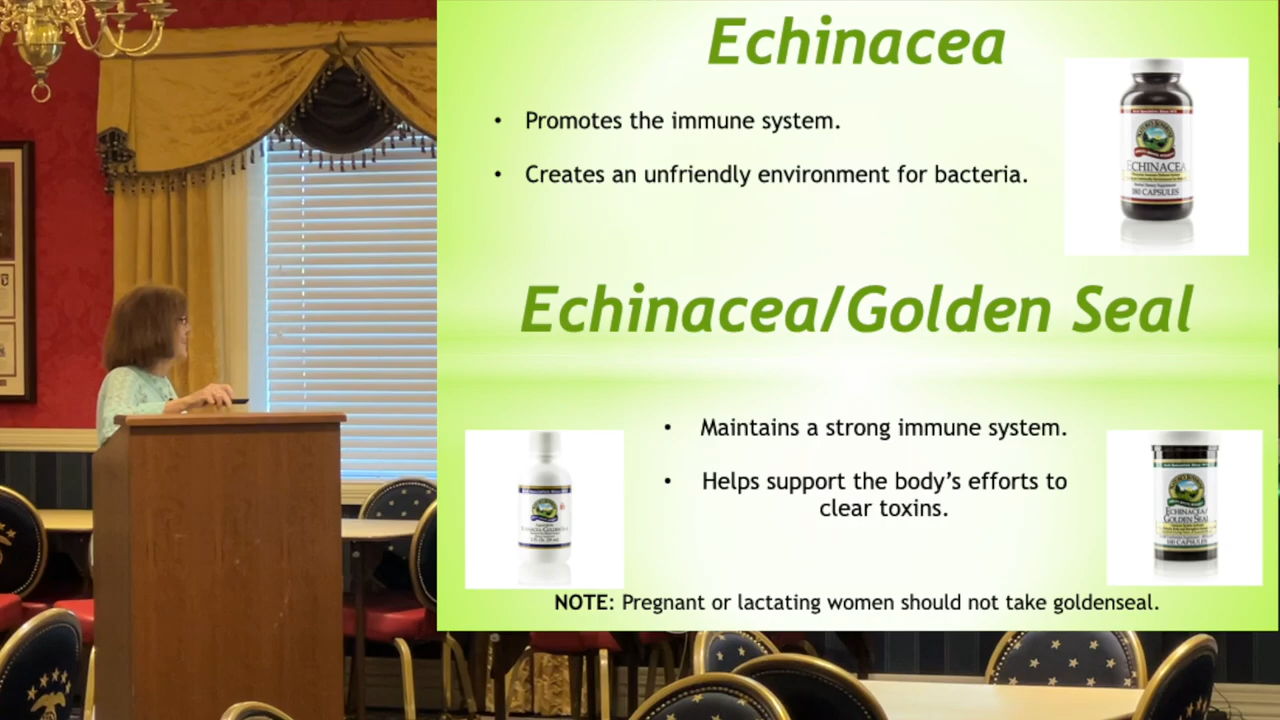 Echinacea
• Promotes the immune system.
• Creates an unfriendly environment for bacteria.
ECHINACEA
180 CAPSULES
Echinacea/Golden Seal
• Maintains a strong immune system.
• Helps support the body’s efforts to
clear toxins.
ECHINACEA/
GOLDEN SEAL
NOTE: Pregnant or lactating women should not take goldenseal.